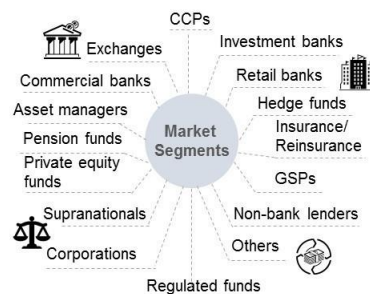 CCPs
Exchanges
Investment banks
Commercial banks
Retail banks
Asset managers
Hedge funds
Pension funds
Market
Segments
Insurance/
Reinsurance
Private equity
funds
GSPs
Supranationals
Non-bank lenders
Corporations
Others
Regulated funds